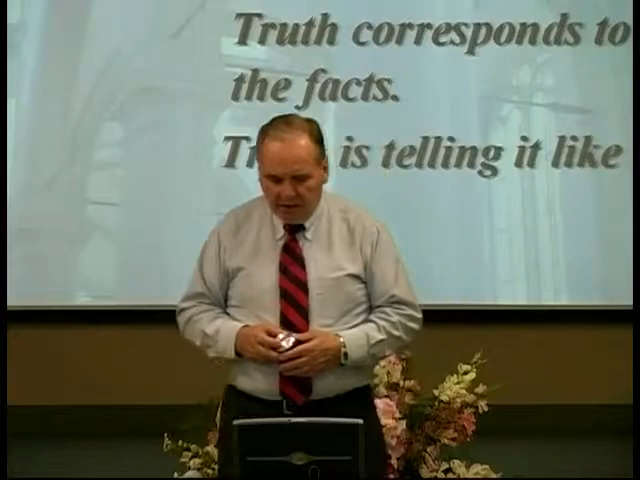 Truth corresponds to
the facts.
is telling it like